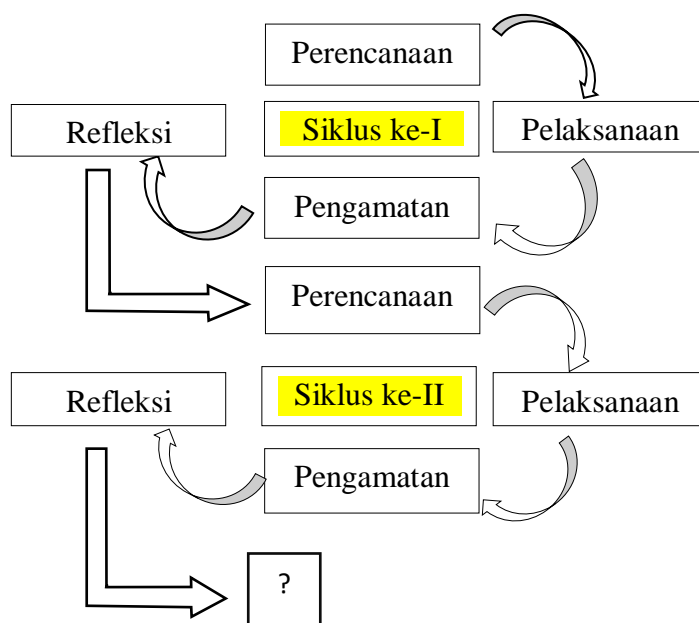 Perencanaan
Refleksi
Siklus ke-I
Pelaksanaan
Pengamatan
Perencanaan
Refleksi
Siklus ke-II
Pelaksanaan
Pengamatan
?